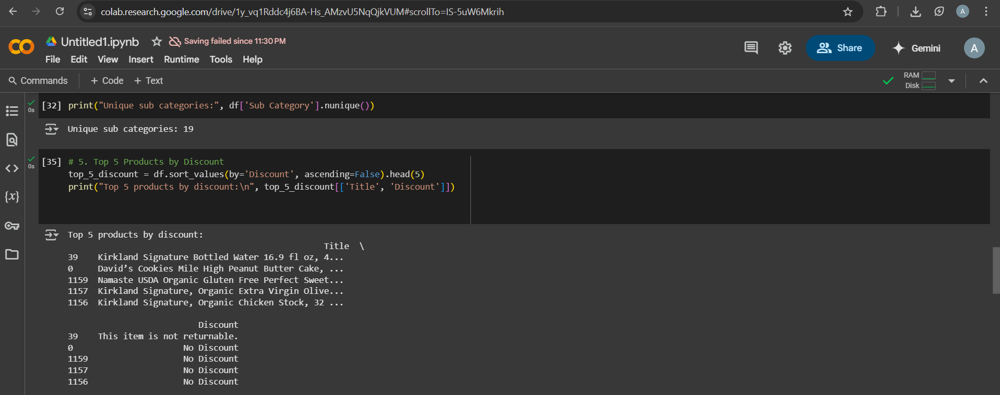 colab.research.google.com/drive/1y_vq1Rddc4j6BA-Hs_AMzvU5NqQjkVUM#scrollTo=IS-5uW6Mkrih
A
Untitled1.ipynb
Saving failed since 11:30 PM
File Edit View Insert Runtime Tools Help
Share
Gemini
A
Commands
+ Code + Text
RAM
Disk
0s
[32] print("Unique sub categories:", df['Sub Category'].nunique())
Unique sub categories: 19
0s
[35] # 5. Top 5 Products by Discount
top_5_discount = df.sort_values(by='Discount', ascending=False).head(5)
print("Top 5 products by discount:\n", top_5_discount[['Title', 'Discount']])
{x}
Top 5 products by discount:
Title \
39 Kirkland Signature Bottled Water 16.9 fl oz, 4...
0 David’s Cookies Mile High Peanut Butter Cake, ...
1159 Namaste USDA Organic Gluten Free Perfect Sweet...
1157 Kirkland Signature, Organic Extra Virgin Olive...
1156 Kirkland Signature, Organic Chicken Stock, 32 ...
Discount
39 This item is not returnable.
0 No Discount
1159 No Discount
1157 No Discount
1156 No Discount